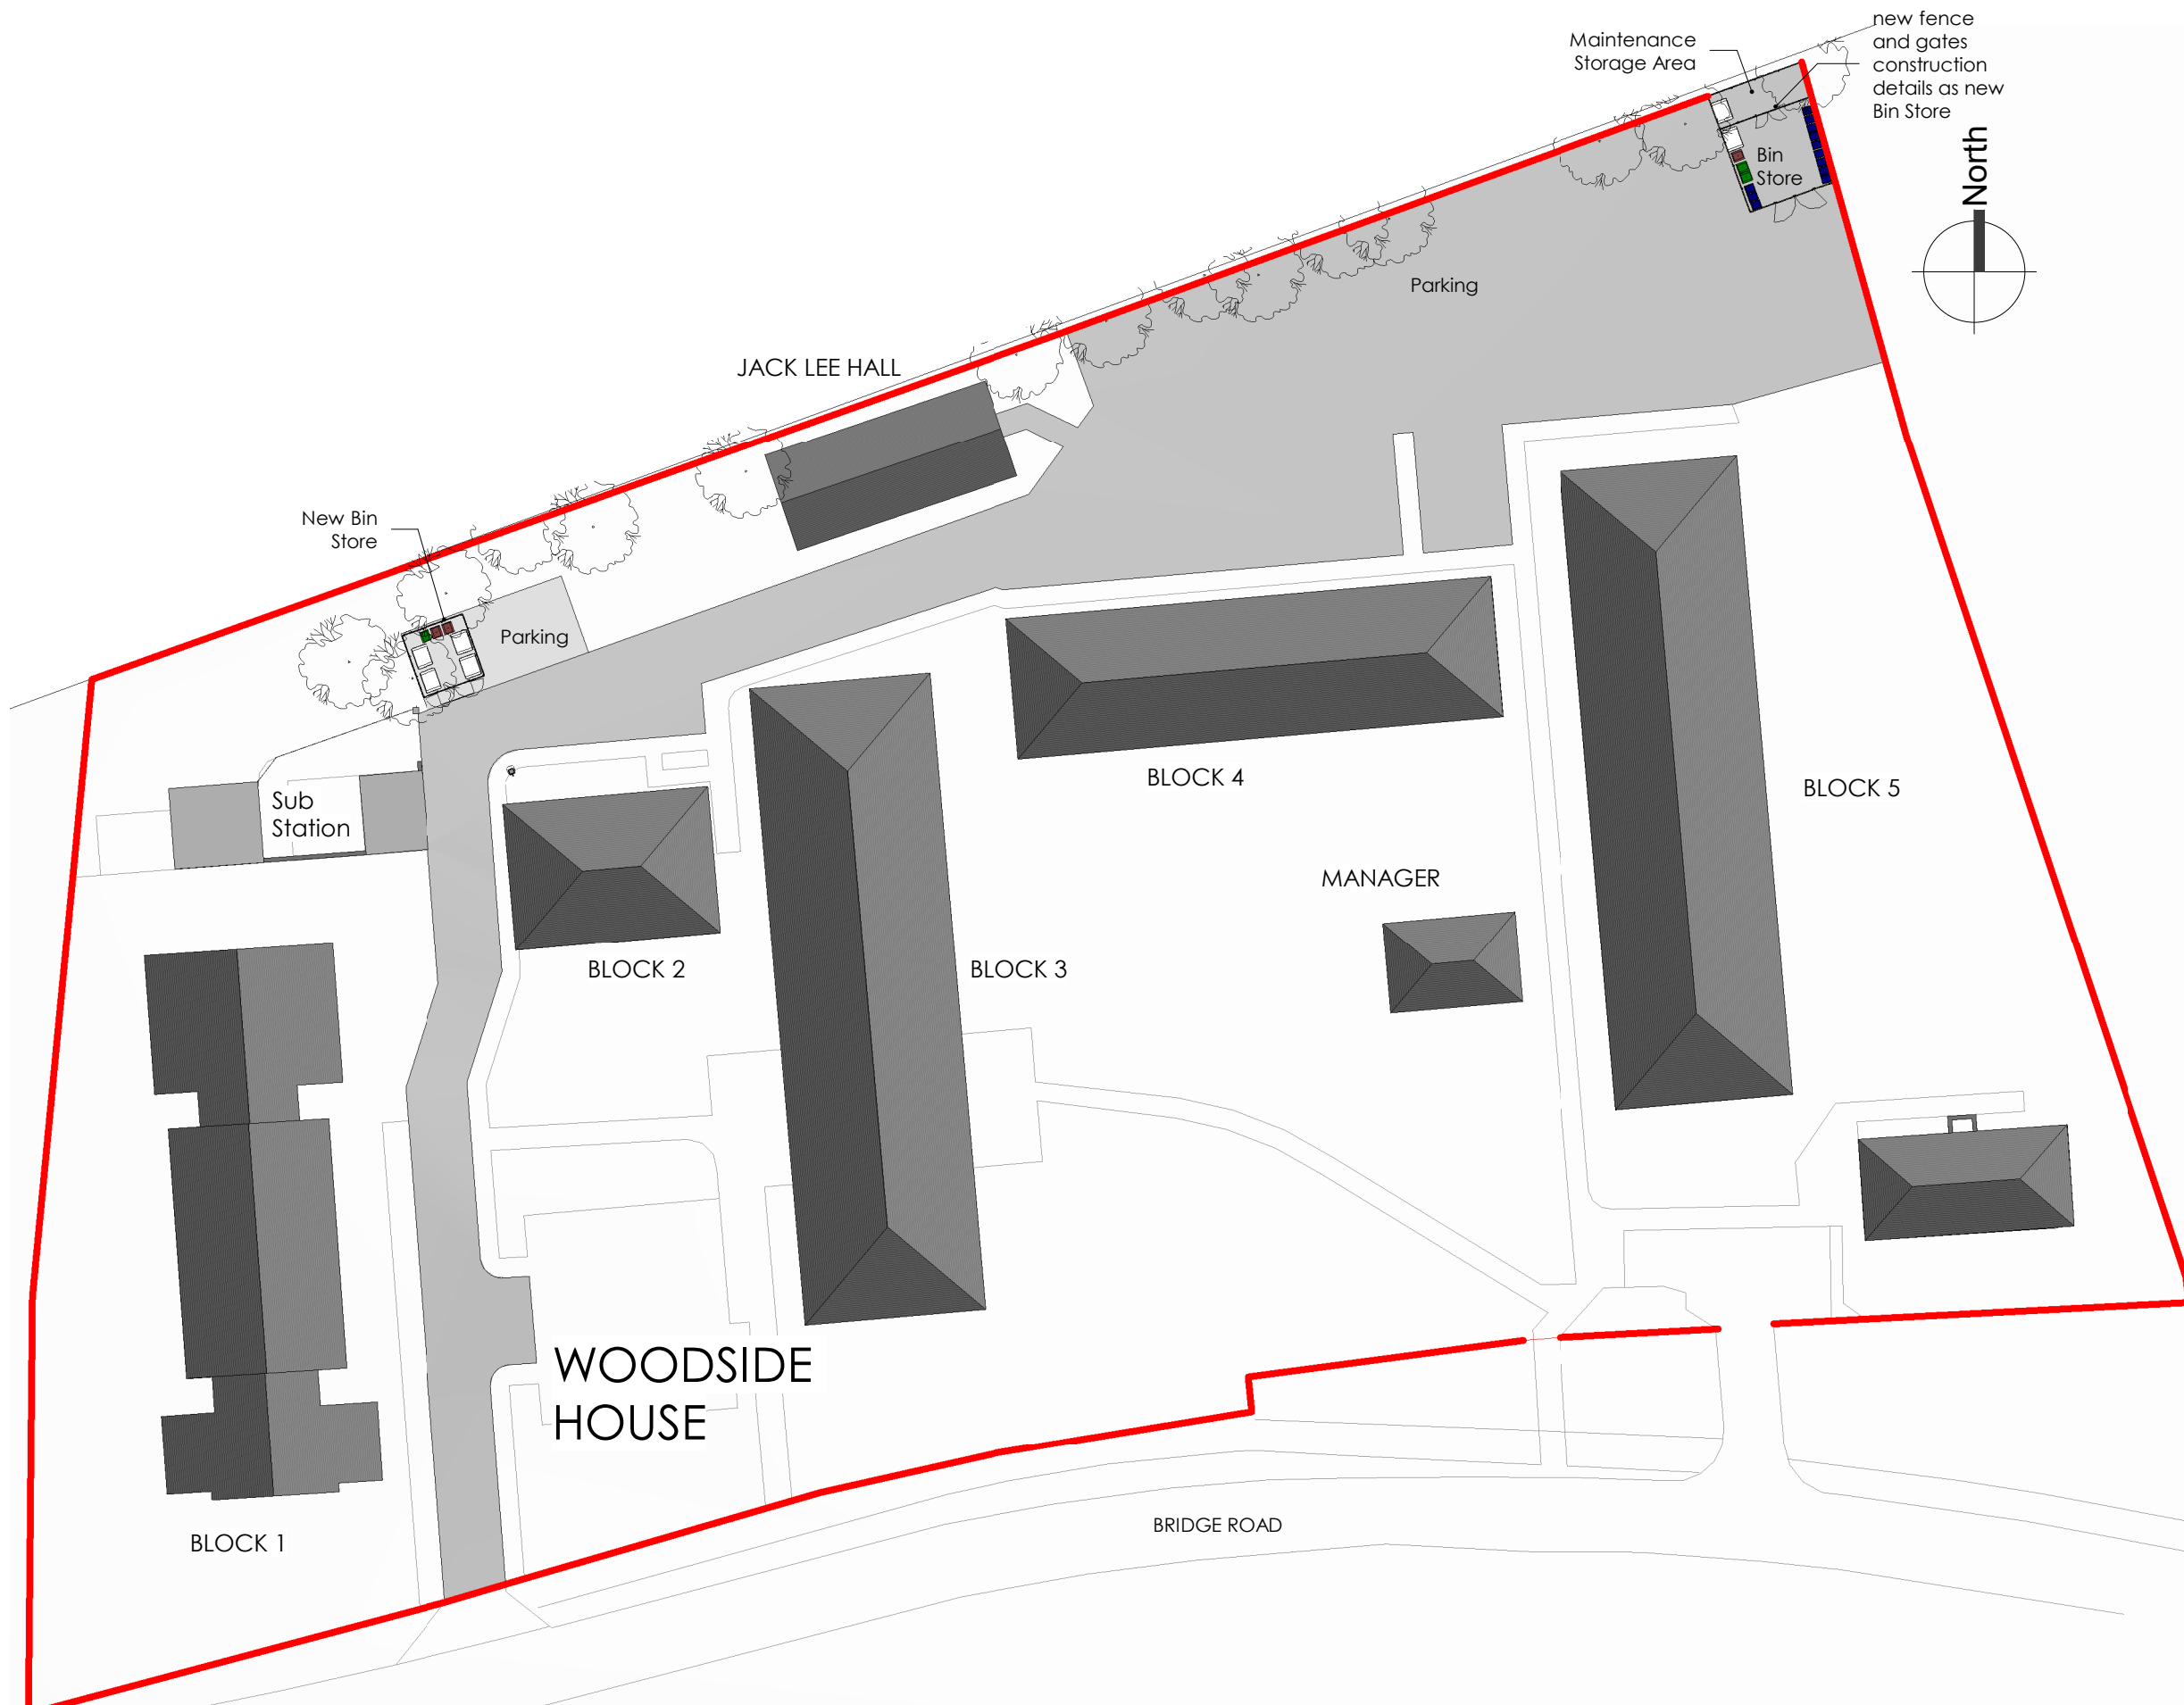 new fence
and gates
construction
details as new
Bin Store
Maintenance
Storage Area
North
Bin
Store
Parking
JACK LEE HALL
New Bin
Store
Parking
BLOCK 4
BLOCK 5
Sub
Station
MANAGER
BLOCK 2
BLOCK 3
WOODSIDE
HOUSE
BRIDGE ROAD
BLOCK 1